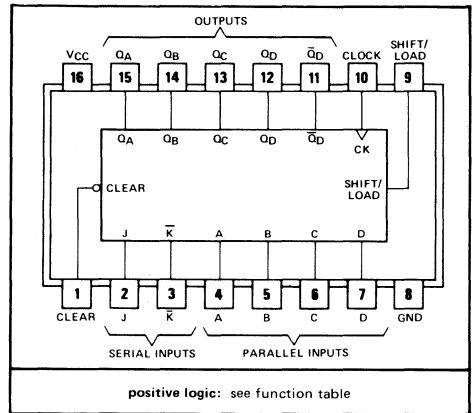 OUTPUTS
VCC QA QB QC QD Q̅D CLOCK SHIFT/LOAD
16 15 14 13 12 11 10 9
QA QB QC QD Q̅D CK
CLEAR SHIFT/LOAD
J K̅ A B C D
1 2 3 4 5 6 7 8
CLEAR J K̅ A B C D GND
SERIAL INPUTS PARALLEL INPUTS
positive logic: see function table